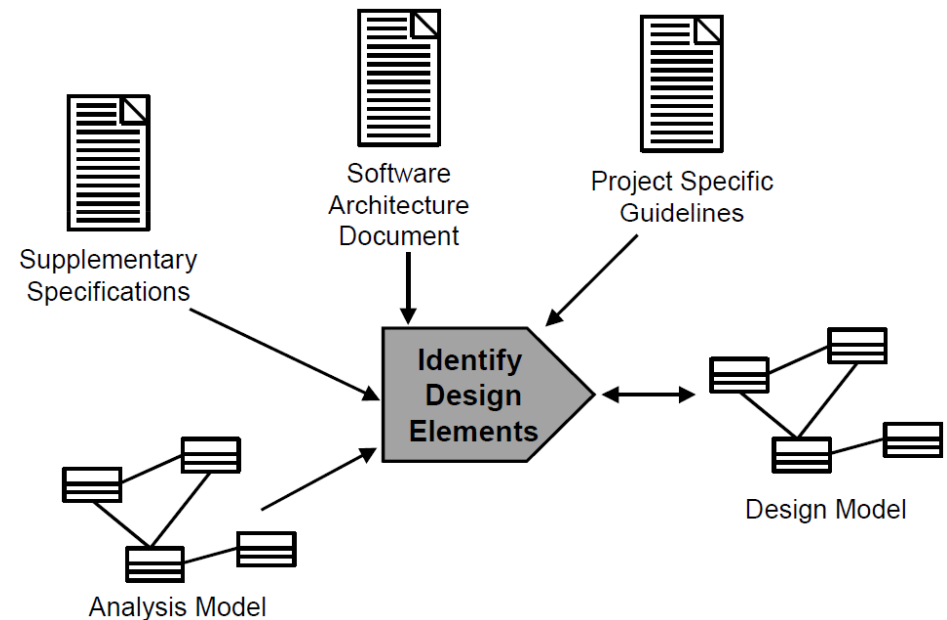 Software
Architecture
Document
Project Specific
Guidelines
Supplementary
Specifications
Identify
Design
Elements
Design Model
Analysis Model